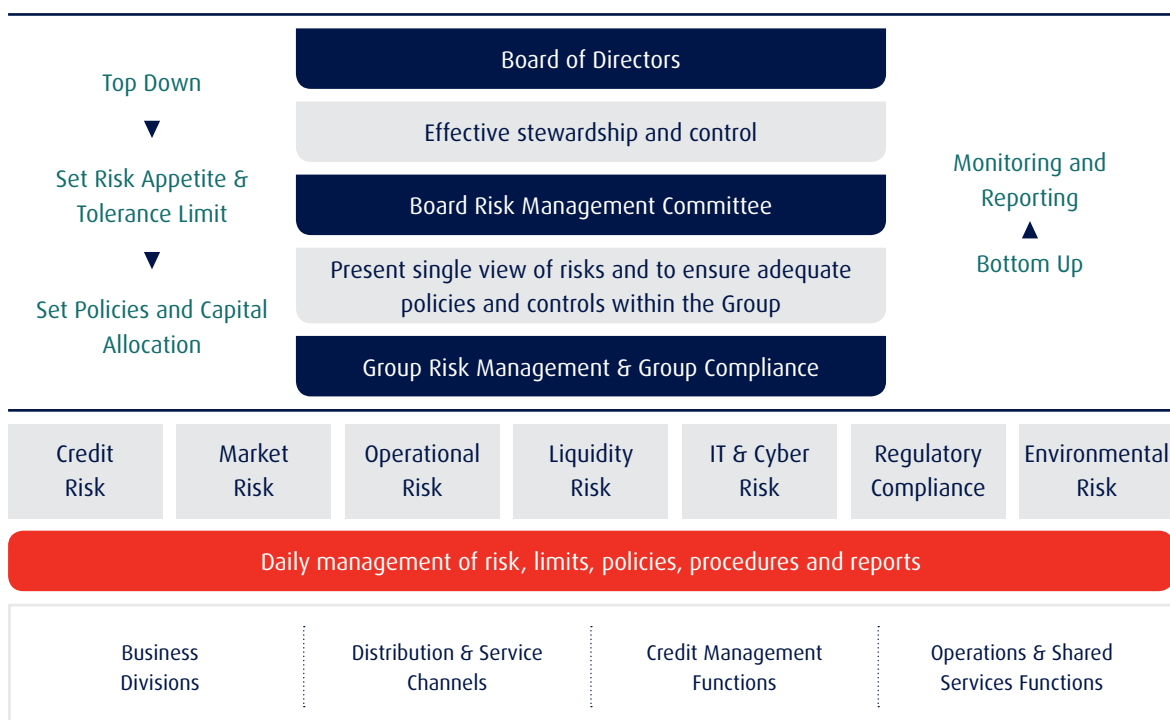 Top Down
Set Risk Appetite &
Tolerance Limit
Set Policies and Capital
Allocation
Board of Directors
Effective stewardship and control
Board Risk Management Committee
Present single view of risks and to ensure adequate
policies and controls within the Group
Group Risk Management & Group Compliance
Monitoring and
Reporting
Bottom Up
Credit
Risk
Market
Risk
Operational
Risk
Liquidity
Risk
IT & Cyber
Risk
Regulatory
Compliance
Environmental
Risk
Daily management of risk, limits, policies, procedures and reports
Business
Divisions
Distribution & Service
Channels
Credit Management
Functions
Operations & Shared
Services Functions